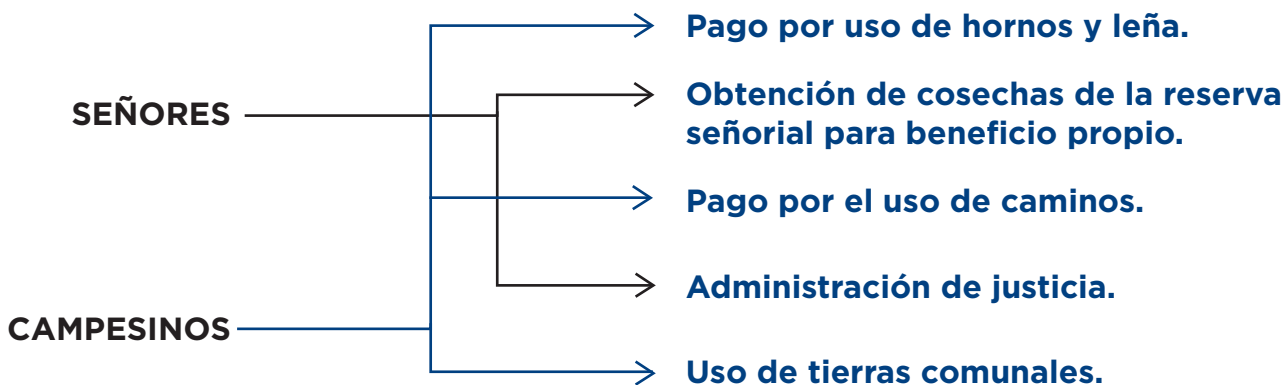 Pago por uso de hornos y leña.
SEÑORES
Obtención de cosechas de la reserva
señorial para beneficio propio.
Pago por el uso de caminos.
Administración de justicia.
CAMPESINOS
Uso de tierras comunales.